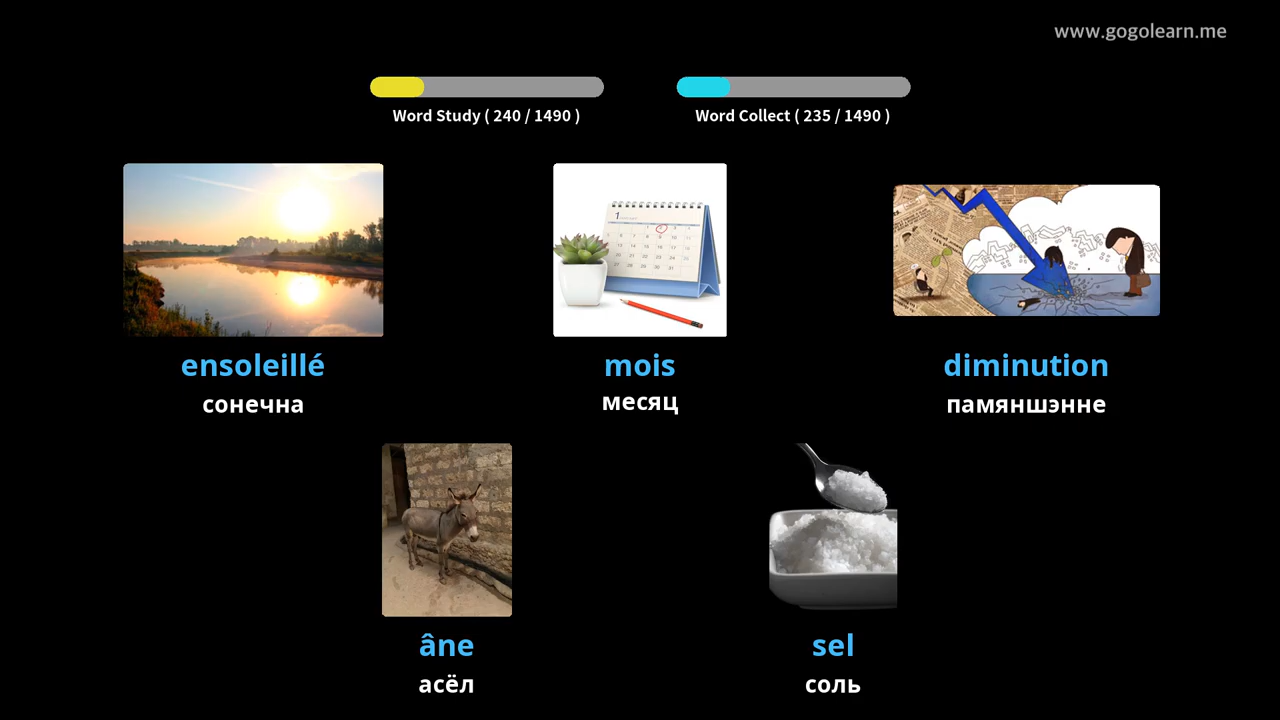 www.gogolearn.me
Word Study ( 240 / 1490 )
Word Collect ( 235 / 1490 )
ensoleillé
сонечна
mois
месяц
diminution
памяншэнне
âne
асёл
sel
соль